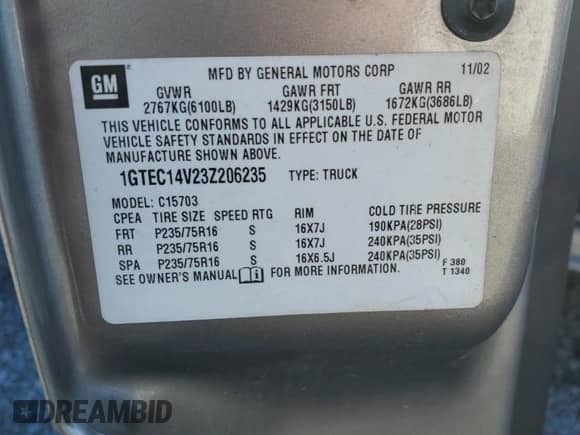 GM
MFD BY GENERAL MOTORS CORP 11/02
GVWR GAWR FRT GAWR RR
2767KG(6100LB) 1429KG(3150LB) 1672KG(3686LB)
THIS VEHICLE CONFORMS TO ALL APPLICABLE U.S. FEDERAL MOTOR
VEHICLE SAFETY STANDARDS IN EFFECT ON THE DATE OF
MANUFACTURE SHOWN ABOVE.
1GTEC14V23Z206235 TYPE: TRUCK
MODEL: C15703
CPEA TIRE SIZE SPEED RTG RIM COLD TIRE PRESSURE
FRT P235/75R16 S 16X7J 190KPA(28PSI)
RR P235/75R16 S 16X7J 240KPA(35PSI)
SPA P235/75R16 S 16X6.5J 240KPA(35PSI)
SEE OWNER'S MANUAL FOR MORE INFORMATION.
F 380
T 1340
DREAMBID